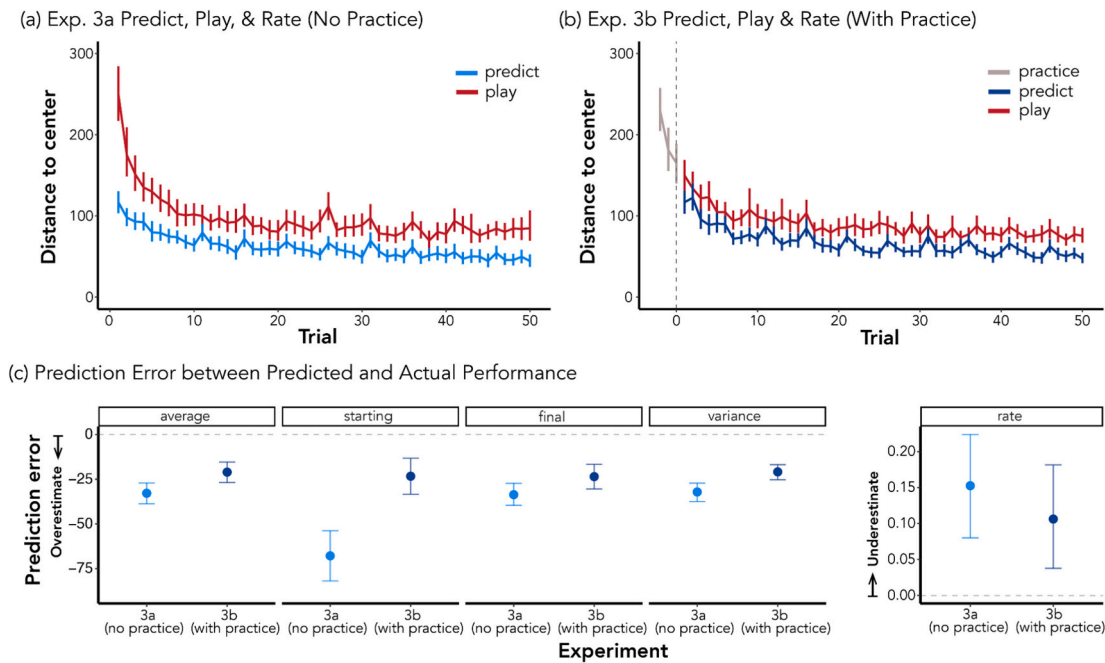 (a) Exp. 3a Predict, Play, & Rate (No Practice)
(b) Exp. 3b Predict, Play & Rate (With Practice)
300
200
100
0
Distance to center
predict
play
0 10 20 30 40 50
Trial
300
200
100
0
Distance to center
practice
predict
play
0 10 20 30 40 50
Trial
(c) Prediction Error between Predicted and Actual Performance
average starting final variance rate
Prediction error
Overestimate
0
−25
−50
−75
Underestimate
0.20
0.15
0.10
0.05
0.00
3a 3b 3a 3b 3a 3b 3a 3b 3a 3b
(no practice) (with practice) (no practice) (with practice) (no practice) (with practice) (no practice) (with practice) (no practice) (with practice)
Experiment